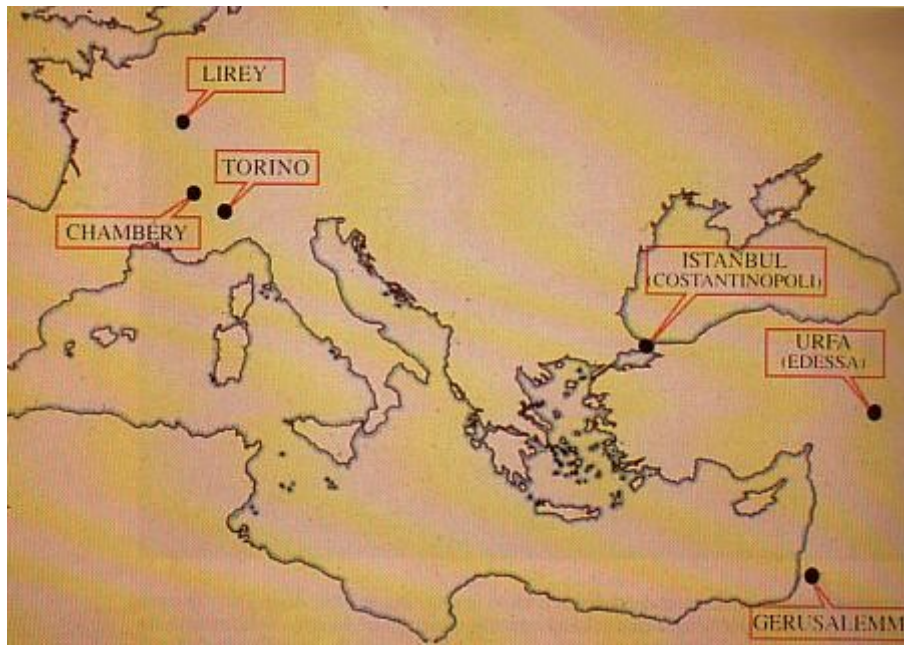 LIREY
TORINO
CHAMBERY
ISTANBUL
(COSTANTINOPOLI)
URFA
(EDESSA)
GERUSALEMM